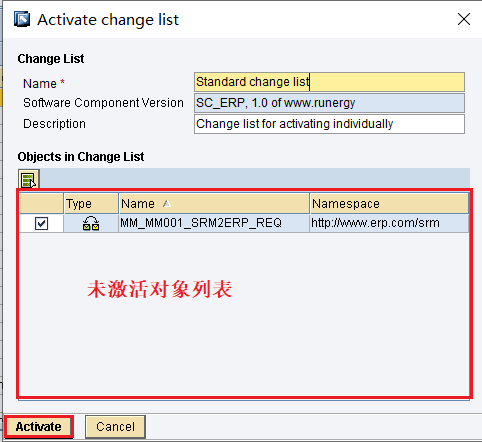 Activate change list
Change List
Name *
Standard change list
Software Component Version
SC_ERP, 1.0 of www.runergy
Description
Change list for activating individually
Objects in Change List
Type Name Namespace
MM_MM001_SRM2ERP_REQ http://www.erp.com/srm
未激活对象列表
Activate Cancel